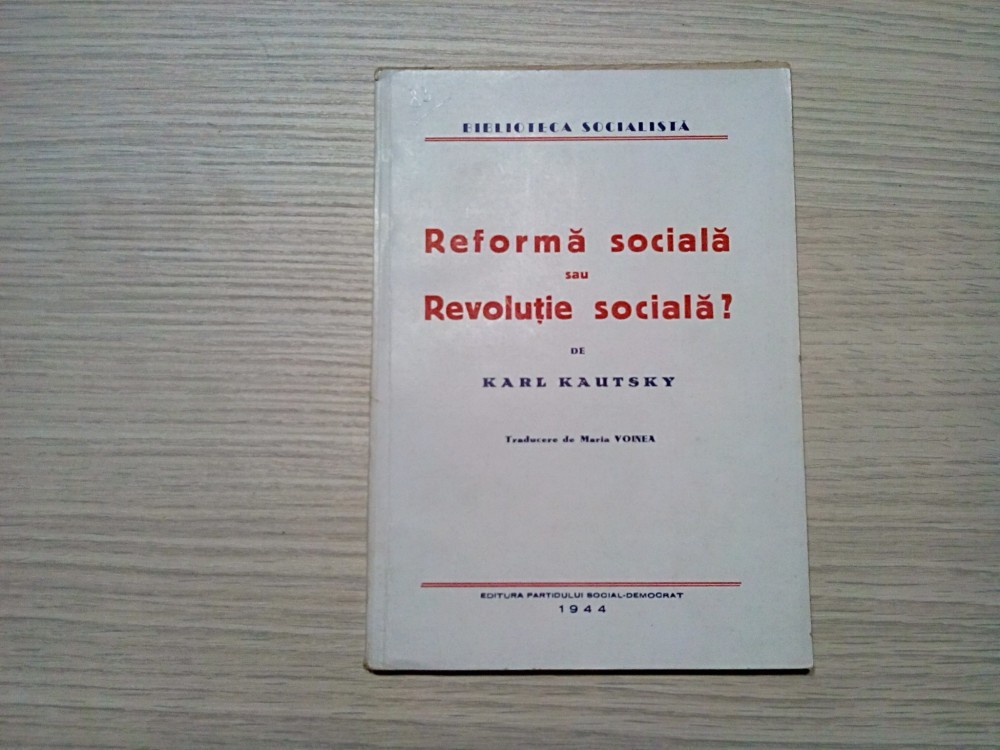 BIBLIOTECA SOCIALISTĂ
Reformă socială
sau
Revoluție socială?
DE
KARL KAUTSKY
Traducere de Maria VOINEA
EDITURA PARTIDULUI SOCIAL-DEMOCRAT
1944